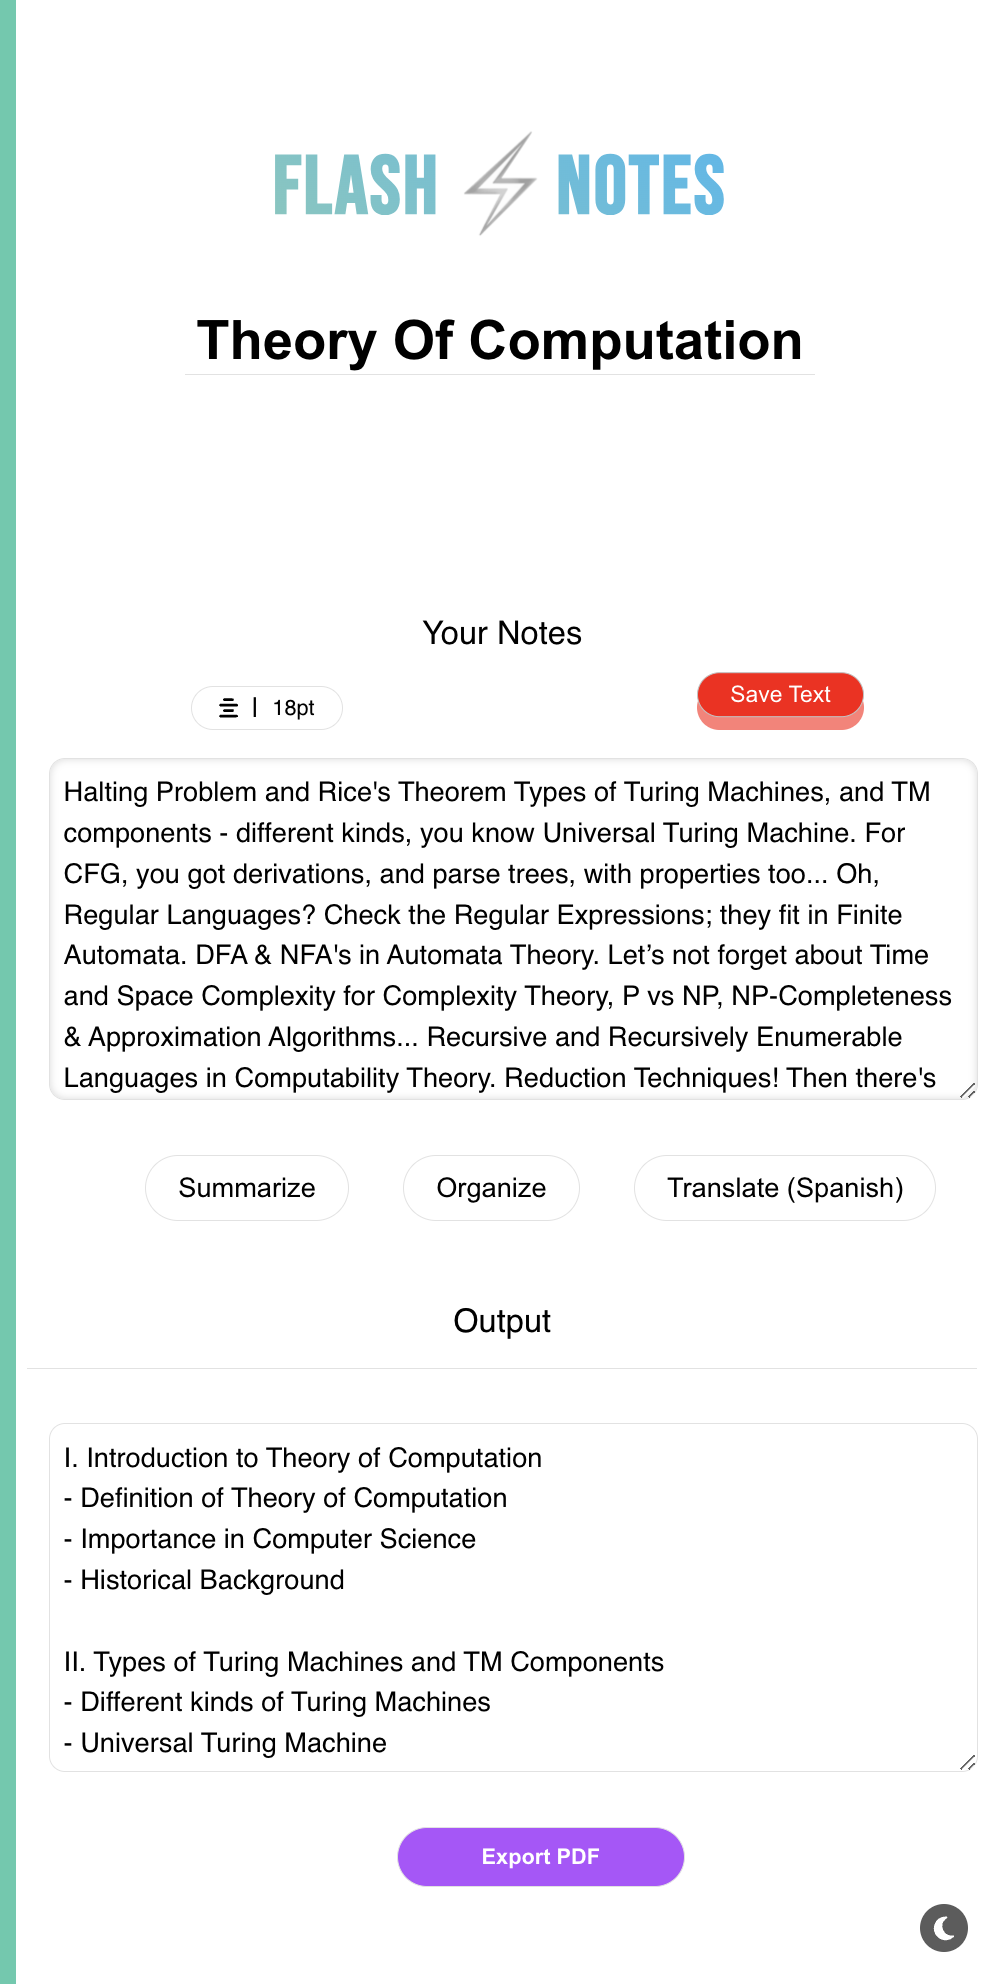 FLASH NOTES
Theory Of Computation
Your Notes
18pt
Save Text
Halting Problem and Rice's Theorem Types of Turing Machines, and TM
components - different kinds, you know Universal Turing Machine. For
CFG, you got derivations, and parse trees, with properties too... Oh,
Regular Languages? Check the Regular Expressions; they fit in Finite
Automata. DFA & NFA's in Automata Theory. Let’s not forget about Time
and Space Complexity for Complexity Theory, P vs NP, NP-Completeness
& Approximation Algorithms... Recursive and Recursively Enumerable
Languages in Computability Theory. Reduction Techniques! Then there's
Summarize
Organize
Translate (Spanish)
Output
I. Introduction to Theory of Computation
- Definition of Theory of Computation
- Importance in Computer Science
- Historical Background
II. Types of Turing Machines and TM Components
- Different kinds of Turing Machines
- Universal Turing Machine
Export PDF